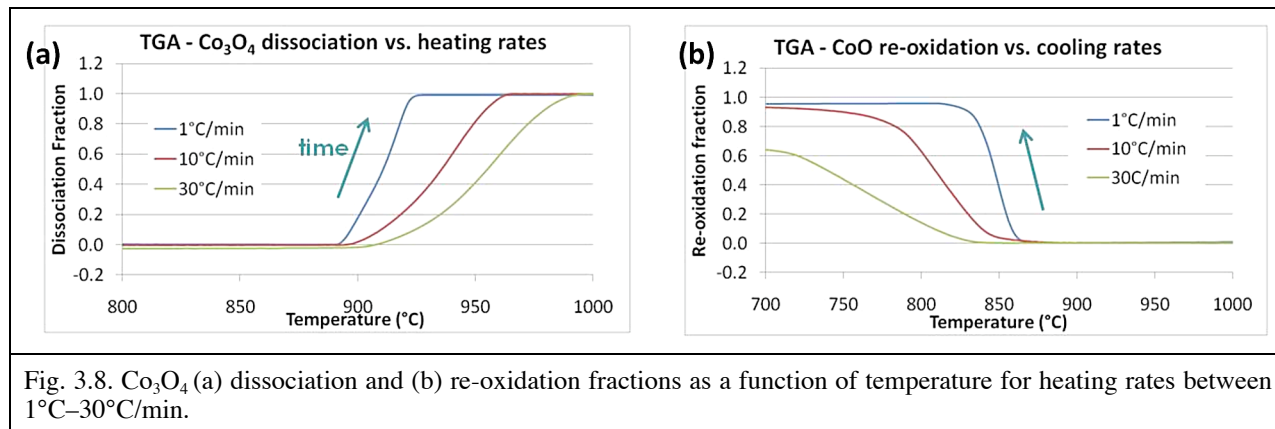 (a)
TGA - Co₃O₄ dissociation vs. heating rates
1.2
1.0
0.8
0.6
0.4
0.2
0.0
-0.2
Dissociation Fraction
1°C/min
10°C/min
30°C/min
time
800
850
900
950
1000
Temperature (°C)
(b)
TGA - CoO re-oxidation vs. cooling rates
1.2
1.0
0.8
0.6
0.4
0.2
0.0
-0.2
Re-oxidation fraction
1°C/min
10°C/min
30C/min
700
750
800
850
900
950
1000
Temperature (°C)
Fig. 3.8. Co₃O₄ (a) dissociation and (b) re-oxidation fractions as a function of temperature for heating rates between
1°C–30°C/min.